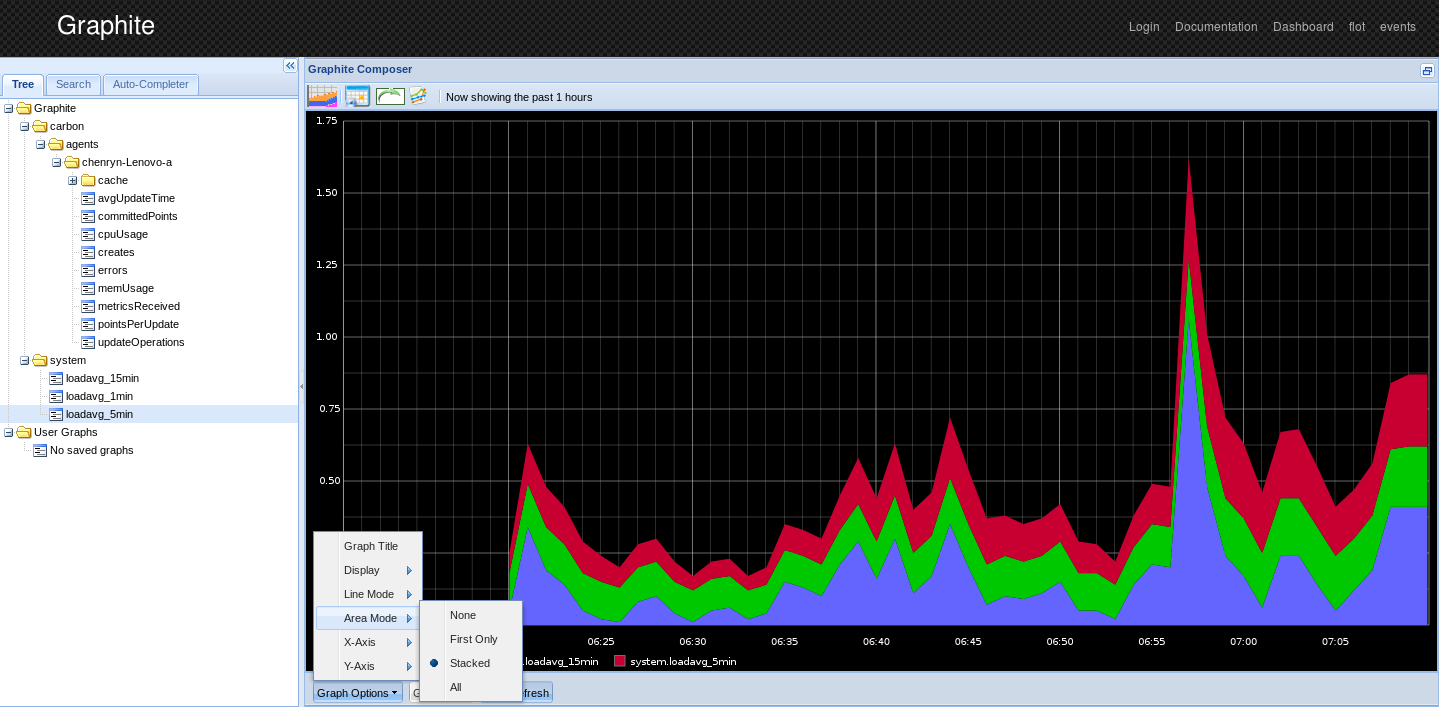 Graphite
Login Documentation Dashboard flot events
Tree Search Auto-Completer
Graphite
carbon
agents
chenryn-Lenovo-a
cache
avgUpdateTime
committedPoints
cpuUsage
creates
errors
memUsage
metricsReceived
pointsPerUpdate
updateOperations
system
loadavg_15min
loadavg_1min
loadavg_5min
User Graphs
No saved graphs
Graphite Composer
Now showing the past 1 hours
1.75
1.50
1.25
1.00
0.75
0.50
06:25 06:30 06:35 06:40 06:45 06:50 06:55 07:00 07:05
.loadavg_15min system.loadavg_5min
Graph Title
Display
Line Mode
Area Mode
X-Axis
Y-Axis
None
First Only
Stacked
All
Graph Options